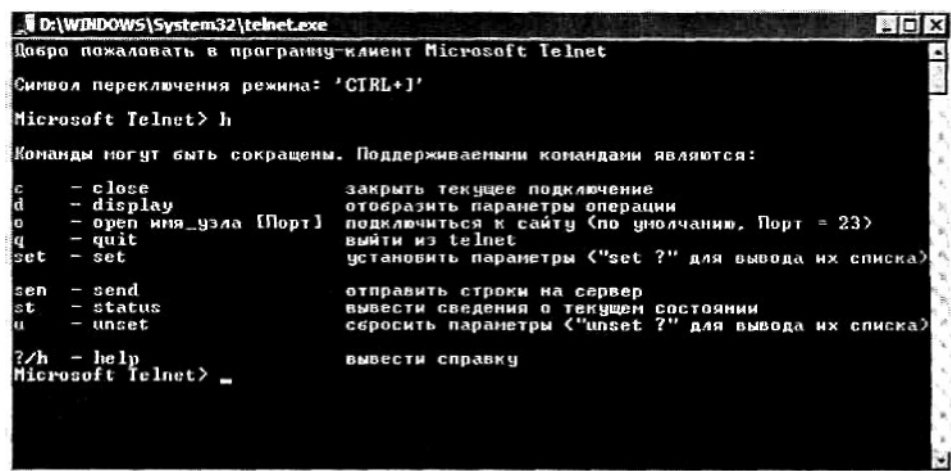 D:\WINDOWS\System32\telnet.exe
Добро пожаловать в программу-клиент Microsoft Telnet
Символ переключения режима: 'CTRL+]'
Microsoft Telnet> h
Команды могут быть сокращены. Поддерживаемыми командами являются:
c - close закрыть текущее подключение
d - display отобразить параметры операции
o - open имя_узла [Порт] подключиться к сайту (по умолчанию, Порт = 23)
q - quit выйти из telnet
set - set установить параметры ("set ?" для вывода их списка)
sen - send отправить строки на сервер
st - status вывести сведения о текущем состоянии
u - unset сбросить параметры ("unset ?" для вывода их списка)
?/h - help вывести справку
Microsoft Telnet> _